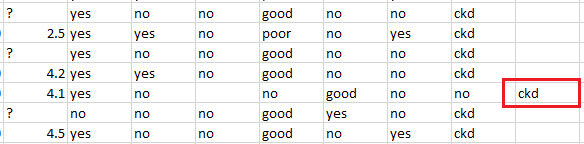 ? yes no no good no no ckd
2.5 yes yes no poor no yes ckd
? yes no no good no no ckd
4.2 yes yes no good no no ckd
4.1 yes no no good no no ckd
? no no no good yes no ckd
4.5 yes no no good no yes ckd